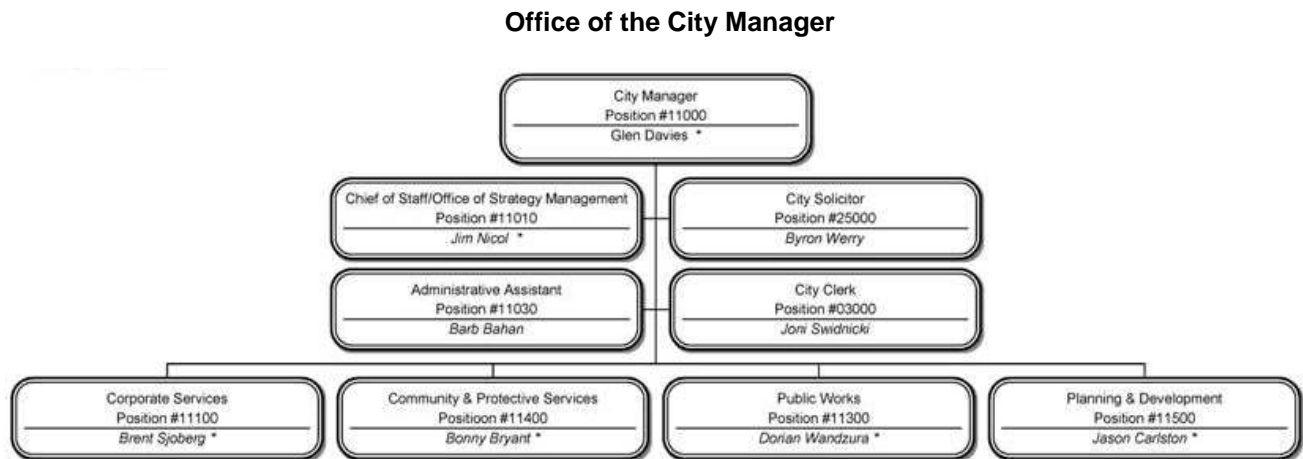 Office of the City Manager
City Manager
Position #11000
Glen Davies *
Chief of Staff/Office of Strategy Management
Position #11010
Jim Nicol *
City Solicitor
Position #25000
Byron Werry
Administrative Assistant
Position #11030
Barb Bahan
City Clerk
Position #03000
Joni Swidnicki
Corporate Services
Position #11100
Brent Sjoberg *
Community & Protective Services
Positioon #11400
Bonny Bryant *
Public Works
Position #11300
Dorian Wandzura *
Planning & Development
Position #11500
Jason Carlston *